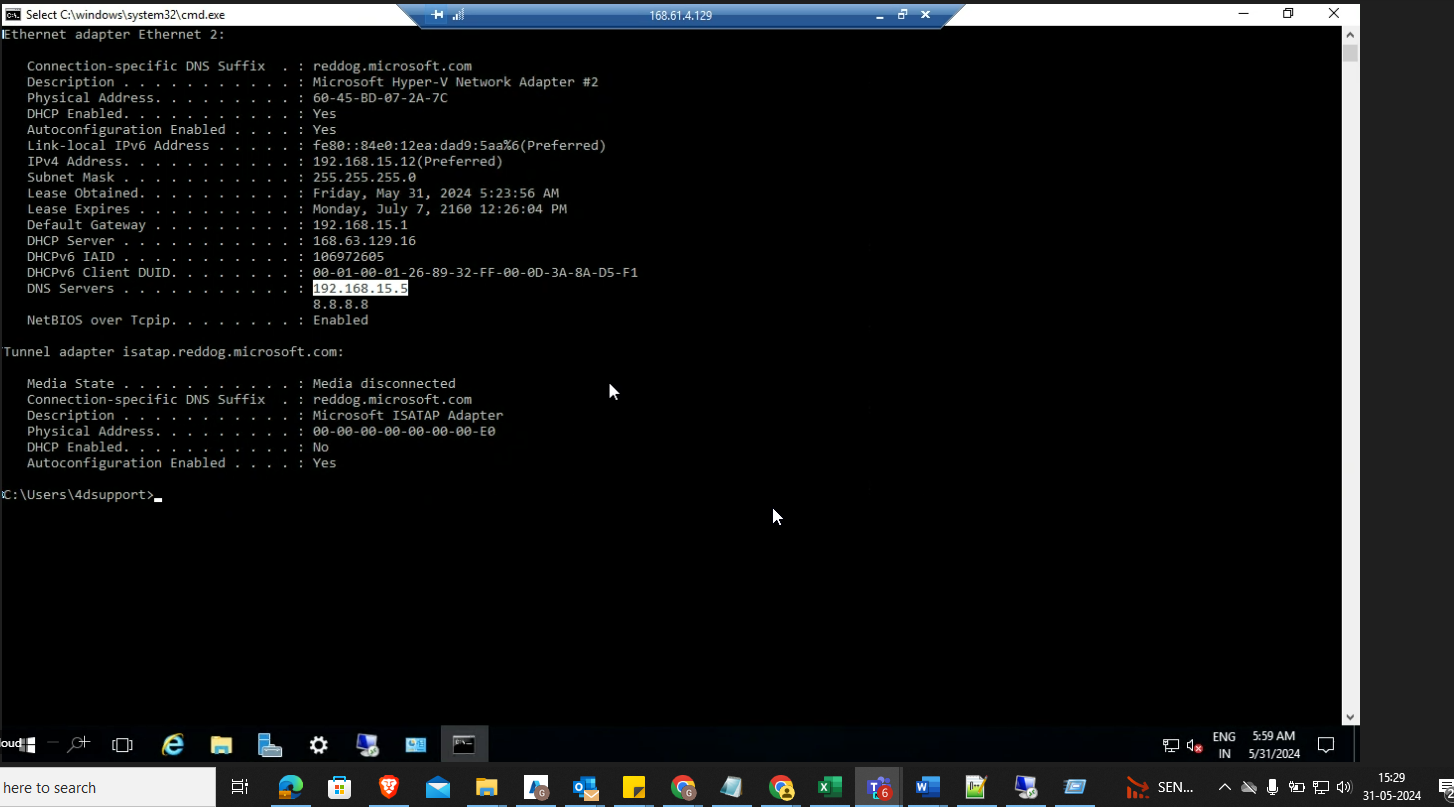 Select C:\windows\system32\cmd.exe
168.61.4.129
Ethernet adapter Ethernet 2:
Connection-specific DNS Suffix  . : reddog.microsoft.com
Description . . . . . . . . . . . : Microsoft Hyper-V Network Adapter #2
Physical Address. . . . . . . . . : 60-45-BD-07-2A-7C
DHCP Enabled. . . . . . . . . . . : Yes
Autoconfiguration Enabled . . . . : Yes
Link-local IPv6 Address . . . . . : fe80::84e0:12ea:dad9:5aa%6(Preferred)
IPv4 Address. . . . . . . . . . . : 192.168.15.12(Preferred)
Subnet Mask . . . . . . . . . . . : 255.255.255.0
Lease Obtained. . . . . . . . . . : Friday, May 31, 2024 5:23:56 AM
Lease Expires . . . . . . . . . . : Monday, July 7, 2160 12:26:04 PM
Default Gateway . . . . . . . . . : 192.168.15.1
DHCP Server . . . . . . . . . . . : 168.63.129.16
DHCPv6 IAID . . . . . . . . . . . : 106972605
DHCPv6 Client DUID. . . . . . . . : 00-01-00-01-26-89-32-FF-00-0D-3A-8A-D5-F1
DNS Servers . . . . . . . . . . . : 192.168.15.5
8.8.8.8
NetBIOS over Tcpip. . . . . . . . : Enabled
Tunnel adapter isatap.reddog.microsoft.com:
Media State . . . . . . . . . . . : Media disconnected
Connection-specific DNS Suffix  . : reddog.microsoft.com
Description . . . . . . . . . . . : Microsoft ISATAP Adapter
Physical Address. . . . . . . . . : 00-00-00-00-00-00-00-E0
DHCP Enabled. . . . . . . . . . . : No
Autoconfiguration Enabled . . . . : Yes
C:\Users\4dsupport>
loud
ENG
IN
5:59 AM
5/31/2024
here to search
6
SEN...
15:29
31-05-2024